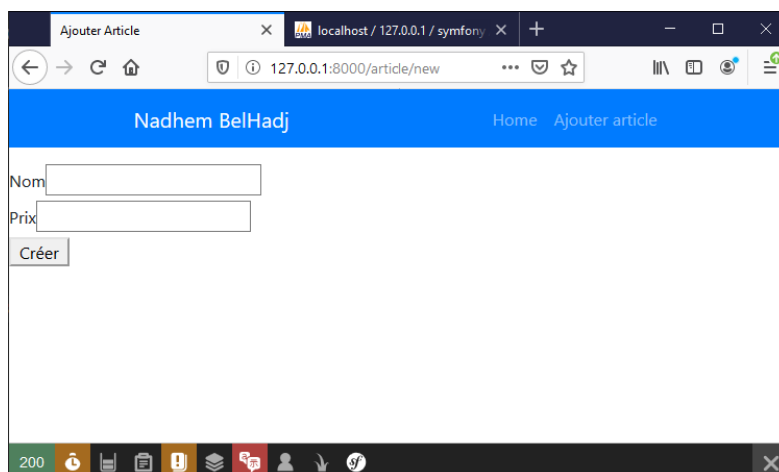 Ajouter Article
localhost / 127.0.0.1 / symfony
127.0.0.1:8000/article/new
Nadhem BelHadj
Home Ajouter article
Nom
Prix
Créer
200